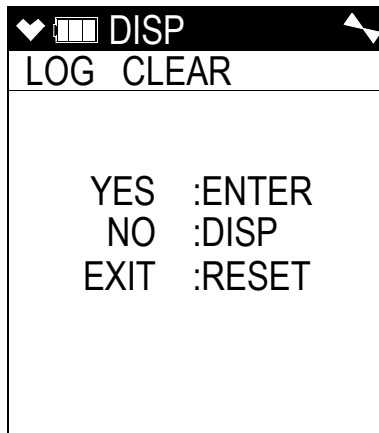 DISP
LOG CLEAR
YES :ENTER
NO :DISP
EXIT :RESET